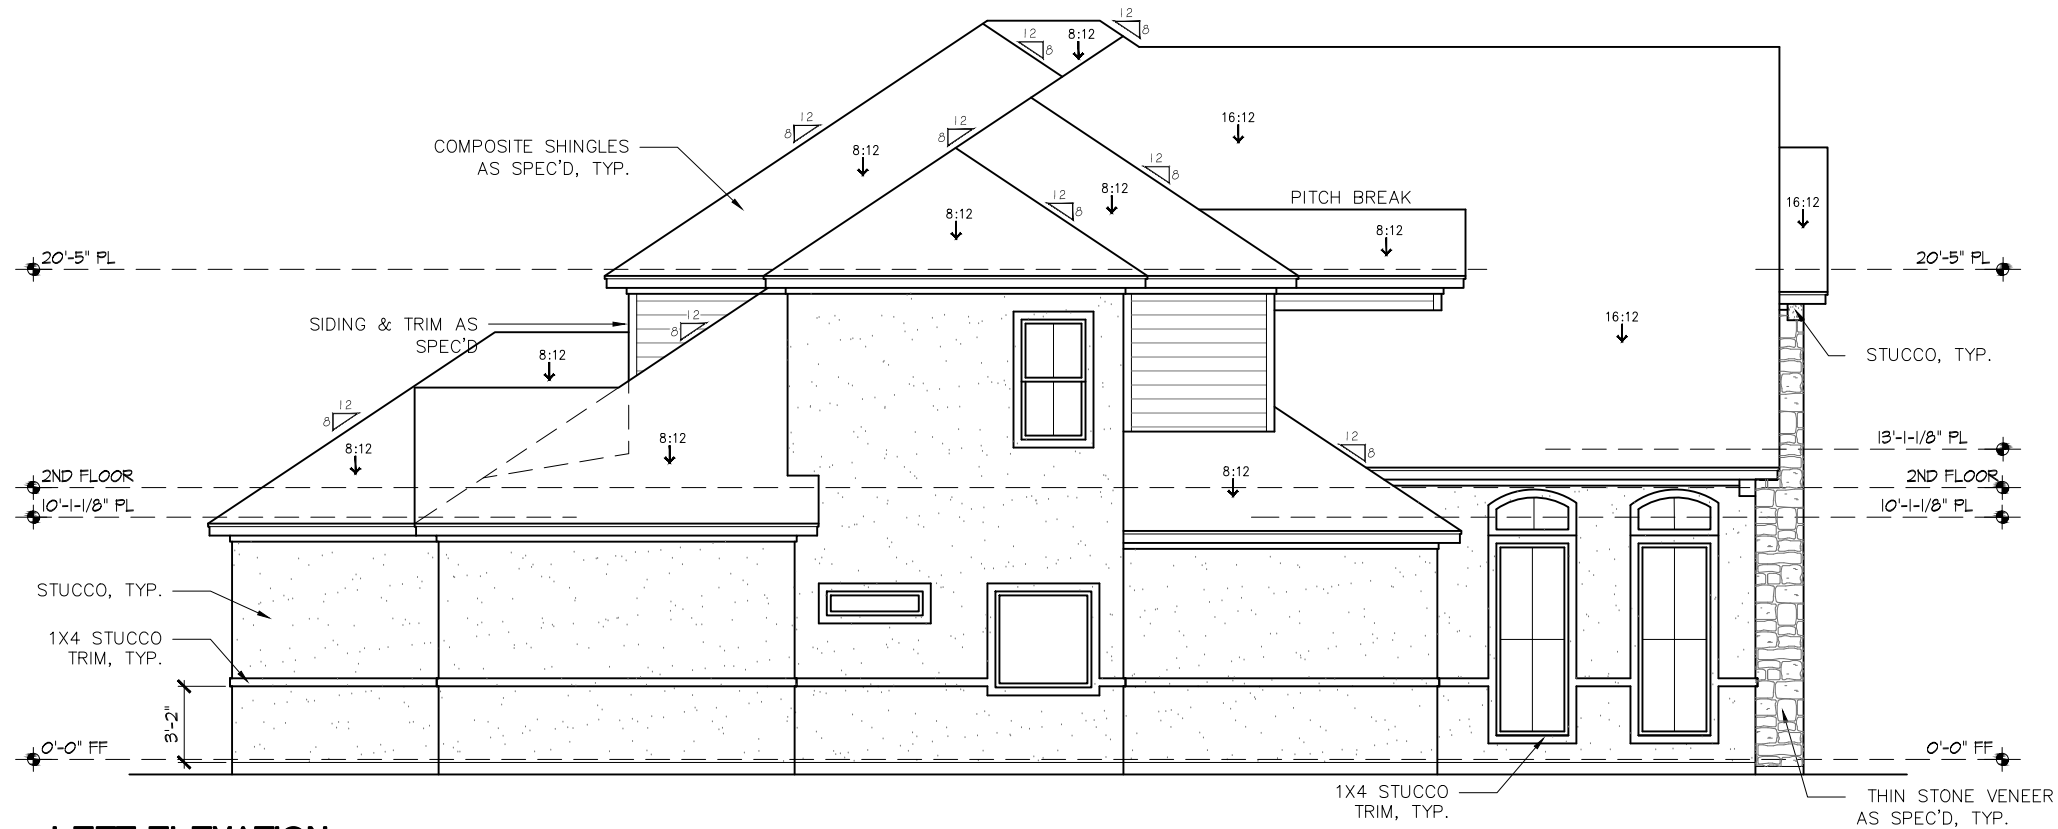 12
8
12
8
8:12
12
8
12
8
16:12
COMPOSITE SHINGLES
AS SPEC'D, TYP.
8:12
12
8
8:12
12
8
8:12
PITCH BREAK
8:12
16:12
20'-5" PL
20'-5" PL
SIDING & TRIM AS
SPEC'D
12
8
16:12
STUCCO, TYP.
8:12
12
8
8:12
8:12
12
8
8:12
13'-1-1/8" PL
2ND FLOOR
2ND FLOOR
10'-1-1/8" PL
10'-1-1/8" PL
STUCCO, TYP.
1X4 STUCCO
TRIM, TYP.
3'-2"
0'-0" FF
0'-0" FF
1X4 STUCCO
TRIM, TYP.
THIN STONE VENEER
AS SPEC'D, TYP.
LEFT ELEVATION